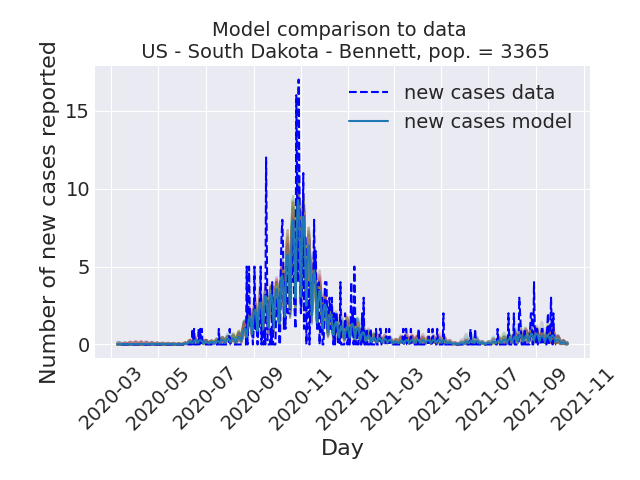 Model comparison to data
US - South Dakota - Bennett, pop. = 3365
Number of new cases reported
15
10
5
0
new cases data
new cases model
2020-03
2020-05
2020-07
2020-09
2020-11
2021-01
2021-03
2021-05
2021-07
2021-09
2021-11
Day